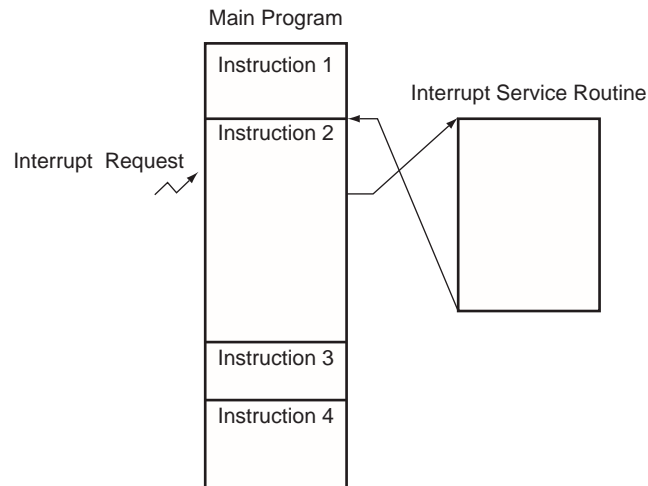 Main Program
Instruction 1
Interrupt Service Routine
Instruction 2
Interrupt Request
Instruction 3
Instruction 4